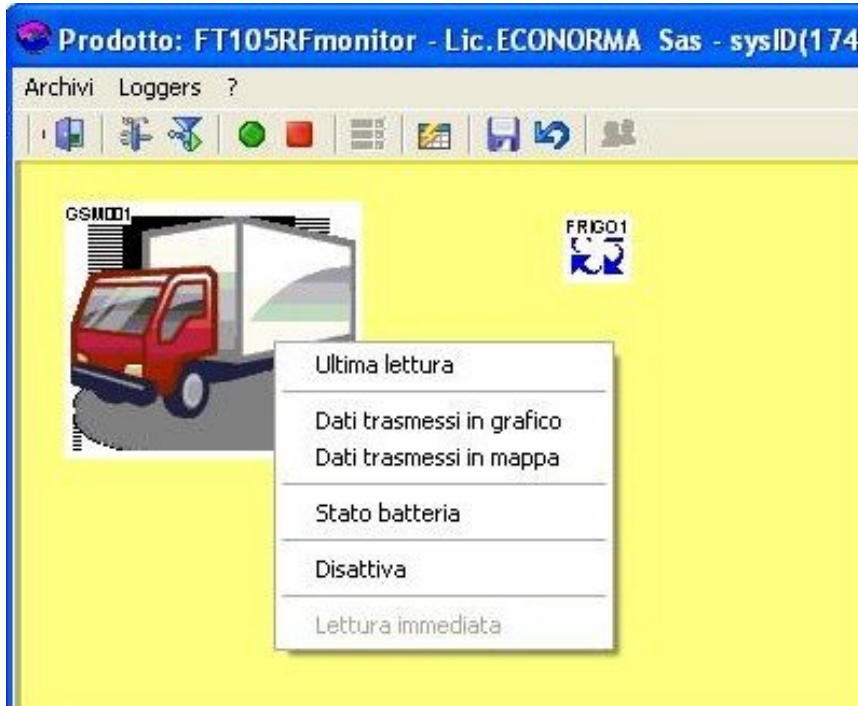 Prodotto: FT105RFmonitor - Lic.ECONORMA Sas - sysID(174
Archivi Loggers ?
GSM001
FRIGO1
Ultima lettura
Dati trasmessi in grafico
Dati trasmessi in mappa
Stato batteria
Disattiva
Lettura immediata